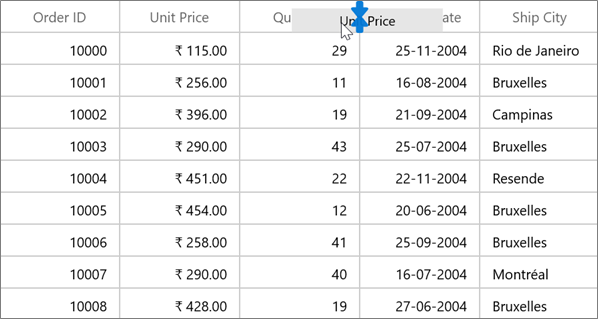 Order ID Unit Price Qu Unit Price ate Ship City
10000 ₹ 115.00 29 25-11-2004 Rio de Janeiro
10001 ₹ 256.00 11 16-08-2004 Bruxelles
10002 ₹ 396.00 19 21-09-2004 Campinas
10003 ₹ 290.00 43 25-07-2004 Bruxelles
10004 ₹ 451.00 22 22-11-2004 Resende
10005 ₹ 454.00 12 20-06-2004 Bruxelles
10006 ₹ 258.00 41 25-09-2004 Bruxelles
10007 ₹ 290.00 40 16-07-2004 Montréal
10008 ₹ 428.00 19 27-06-2004 Bruxelles